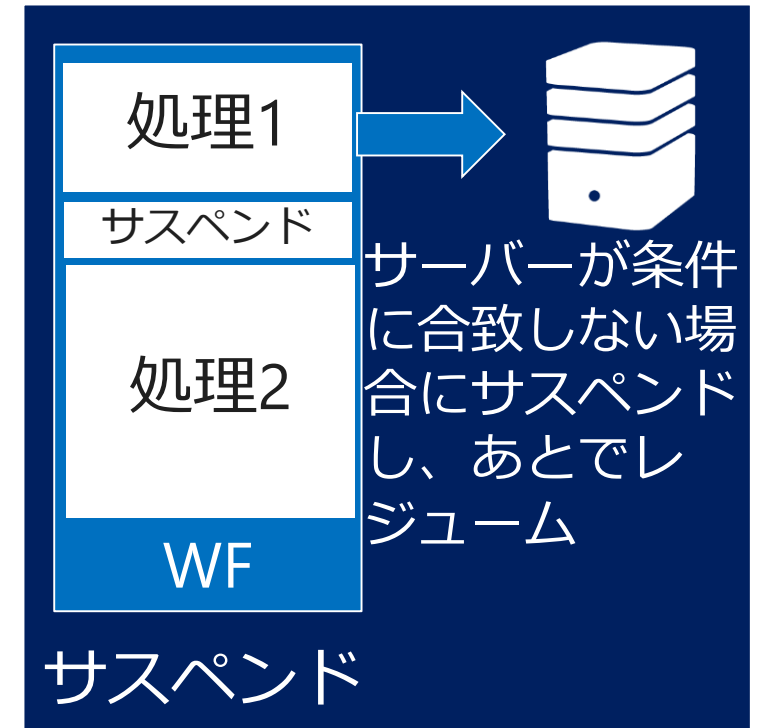 処理1
サスペンド
処理2
WF
サーバーが条件
に合致しない場
合にサスペンド
し、あとでレ
ジューム
サスペンド